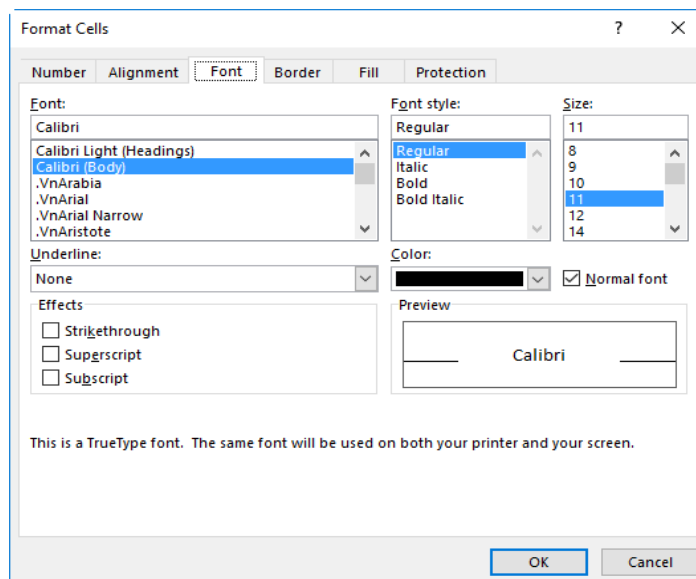 Format Cells ? X
Number Alignment Font Border Fill Protection
Font: Font style: Size:
Calibri Regular 11
Calibri Light (Headings) Regular 8
Calibri (Body) Italic 9
.VnArabia Bold 10
.VnArial Bold Italic 11
.VnArial Narrow 12
.VnAristote 14
Underline: Color:
None Normal font
Effects Preview
Strikethrough
Superscript Calibri
Subscript
This is a TrueType font. The same font will be used on both your printer and your screen.
OK Cancel